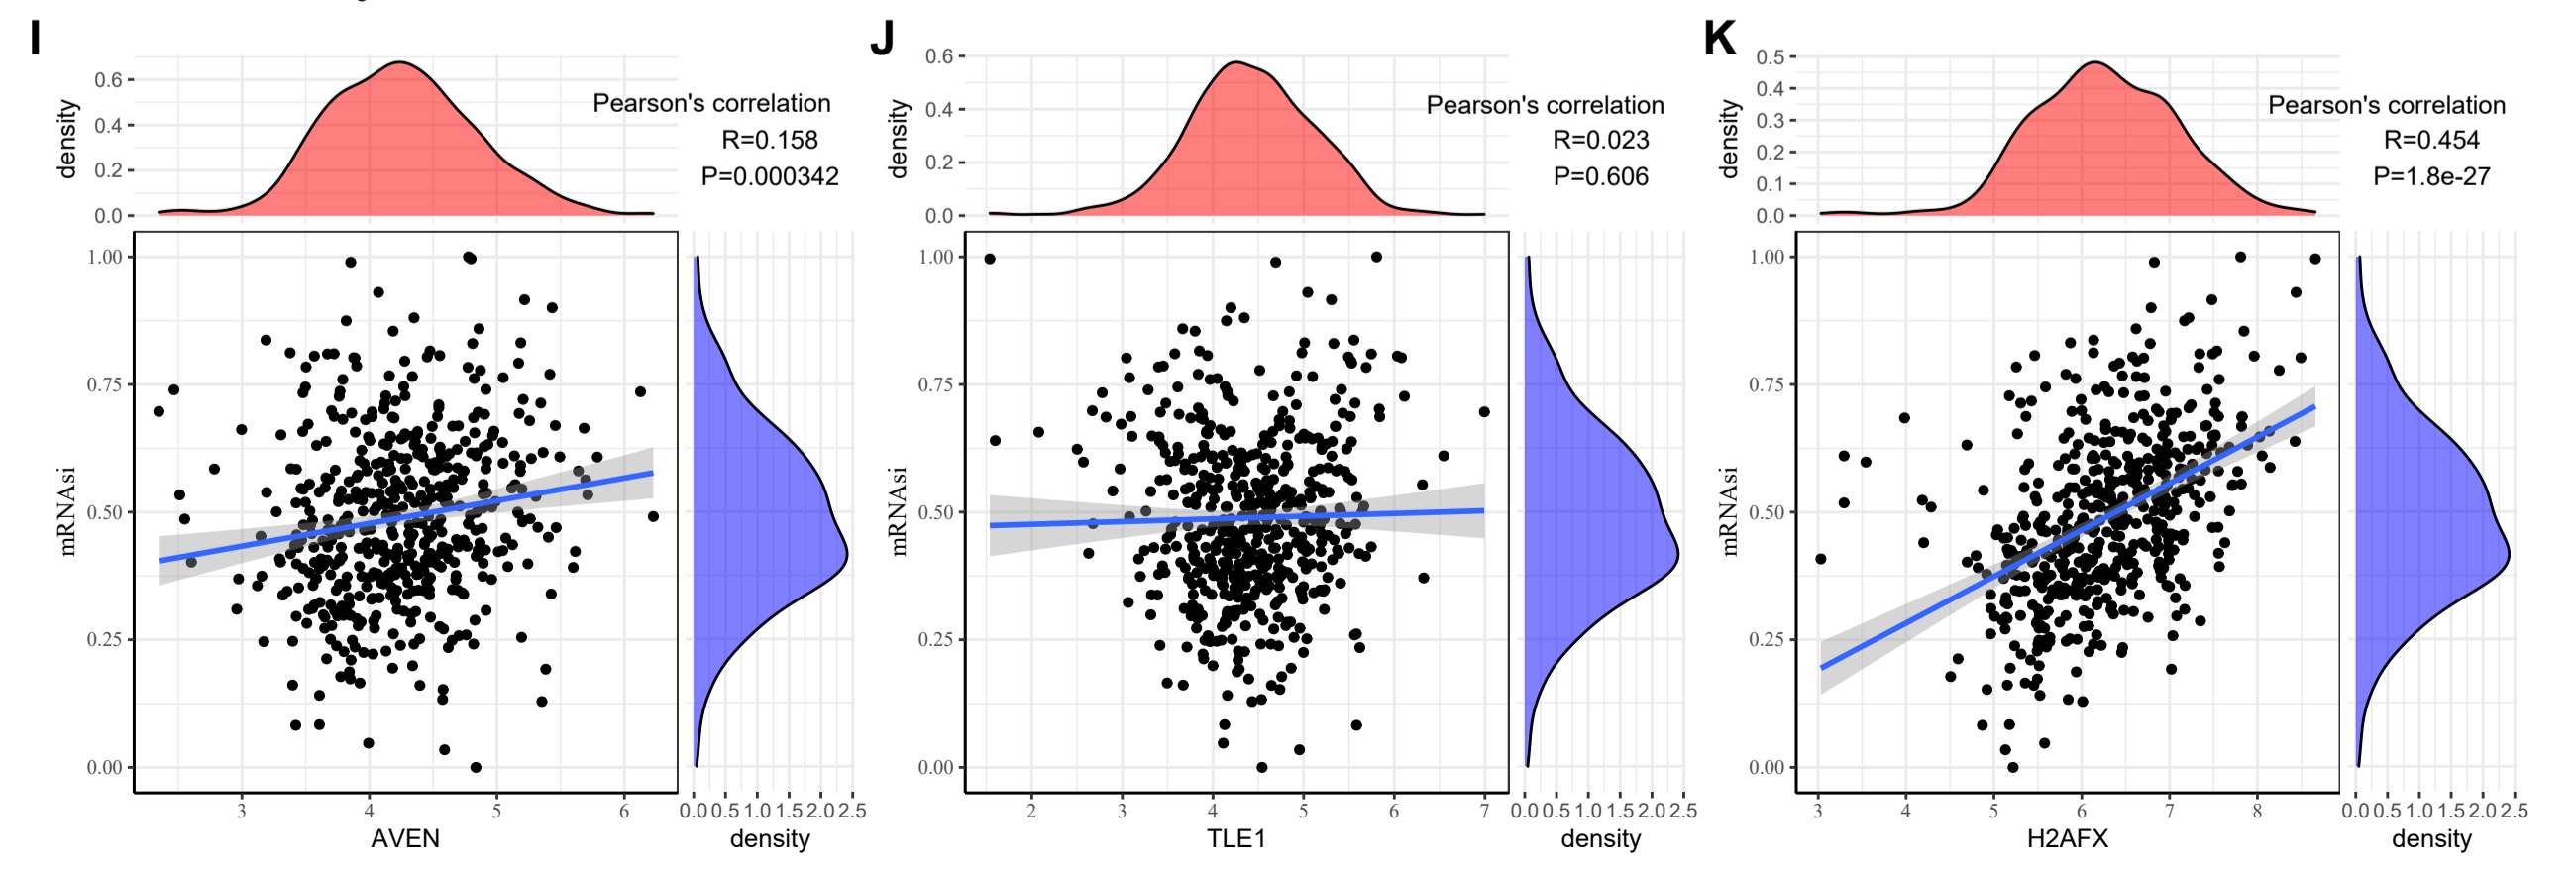 I
density
0.6
0.4
0.2
0.0
Pearson's correlation
R=0.158
P=0.000342
mRNAsi
1.00
0.75
0.50
0.25
0.00
3 4 5 6
AVEN
0.0 0.5 1.0 1.5 2.0 2.5
density
J
density
0.6
0.4
0.2
0.0
Pearson's correlation
R=0.023
P=0.606
mRNAsi
1.00
0.75
0.50
0.25
0.00
2 3 4 5 6 7
TLE1
0.0 0.5 1.0 1.5 2.0 2.5
density
K
density
0.5
0.4
0.3
0.2
0.1
0.0
Pearson's correlation
R=0.454
P=1.8e-27
mRNAsi
1.00
0.75
0.50
0.25
0.00
3 4 5 6 7 8
H2AFX
0.0 0.5 1.0 1.5 2.0 2.5
density